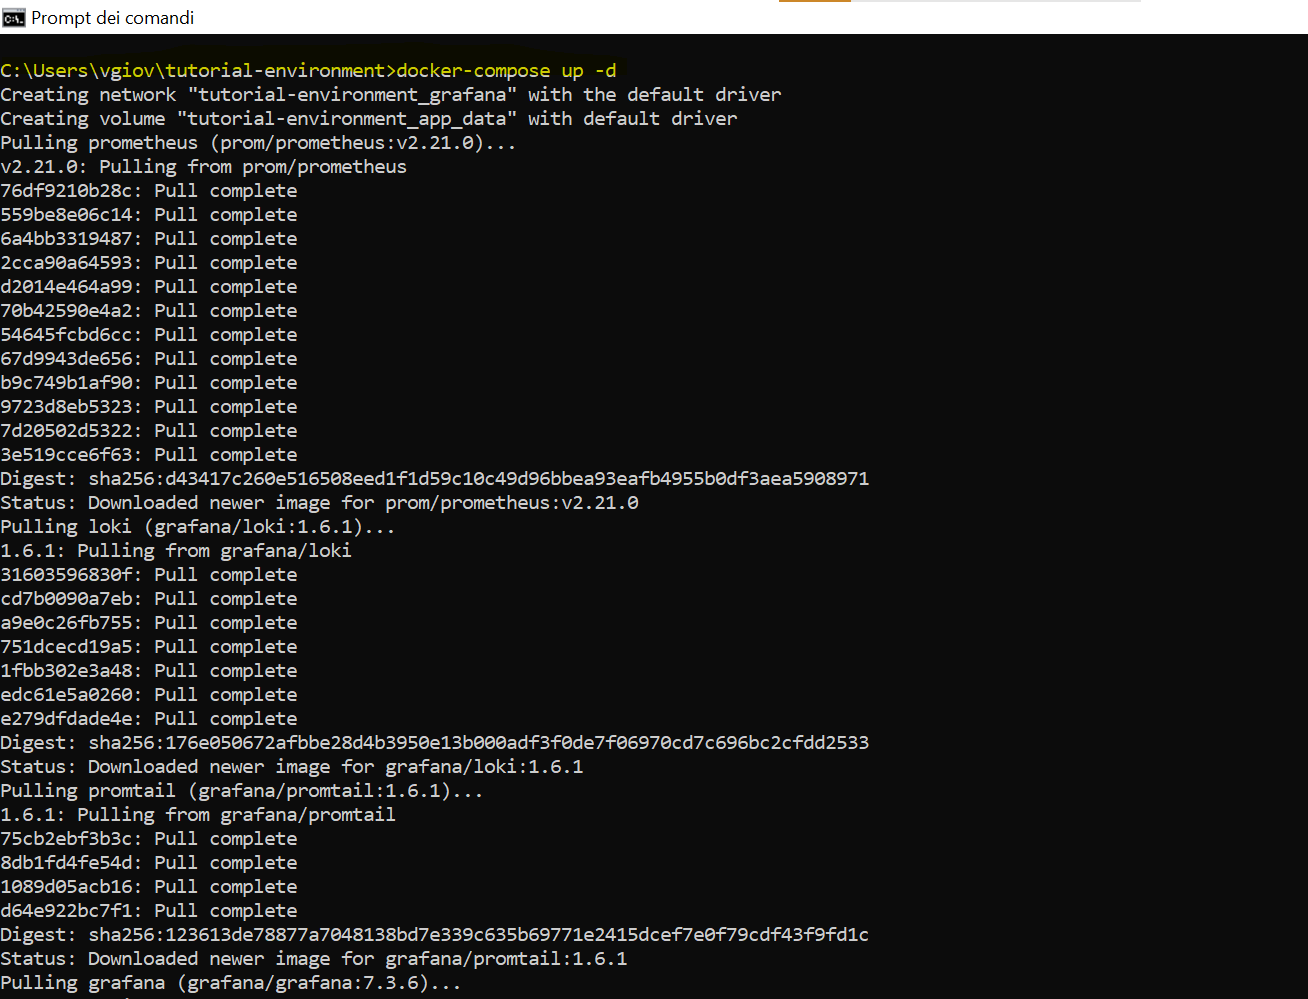 Prompt dei comandi
C:\Users\vgiov\tutorial-environment>docker-compose up -d
Creating network "tutorial-environment_grafana" with the default driver
Creating volume "tutorial-environment_app_data" with default driver
Pulling prometheus (prom/prometheus:v2.21.0)...
v2.21.0: Pulling from prom/prometheus
76df9210b28c: Pull complete
559be8e06c14: Pull complete
6a4bb3319487: Pull complete
2cca90a64593: Pull complete
d2014e464a99: Pull complete
70b42590e4a2: Pull complete
54645fcbd6cc: Pull complete
67d9943de656: Pull complete
b9c749b1af90: Pull complete
9723d8eb5323: Pull complete
7d20502d5322: Pull complete
3e519cce6f63: Pull complete
Digest: sha256:d43417c260e516508eed1f1d59c10c49d96bbea93eafb4955b0df3aea5908971
Status: Downloaded newer image for prom/prometheus:v2.21.0
Pulling loki (grafana/loki:1.6.1)...
1.6.1: Pulling from grafana/loki
31603596830f: Pull complete
cd7b0090a7eb: Pull complete
a9e0c26fb755: Pull complete
751dcecd19a5: Pull complete
1fbb302e3a48: Pull complete
edc61e5a0260: Pull complete
e279dfdade4e: Pull complete
Digest: sha256:176e050672afbbe28d4b3950e13b000adf3f0de7f06970cd7c696bc2cfdd2533
Status: Downloaded newer image for grafana/loki:1.6.1
Pulling promtail (grafana/promtail:1.6.1)...
1.6.1: Pulling from grafana/promtail
75cb2ebf3b3c: Pull complete
8db1fd4fe54d: Pull complete
1089d05acb16: Pull complete
d64e922bc7f1: Pull complete
Digest: sha256:123613de78877a7048138bd7e339c635b69771e2415dcef7e0f79cdf43f9fd1c
Status: Downloaded newer image for grafana/promtail:1.6.1
Pulling grafana (grafana/grafana:7.3.6)...